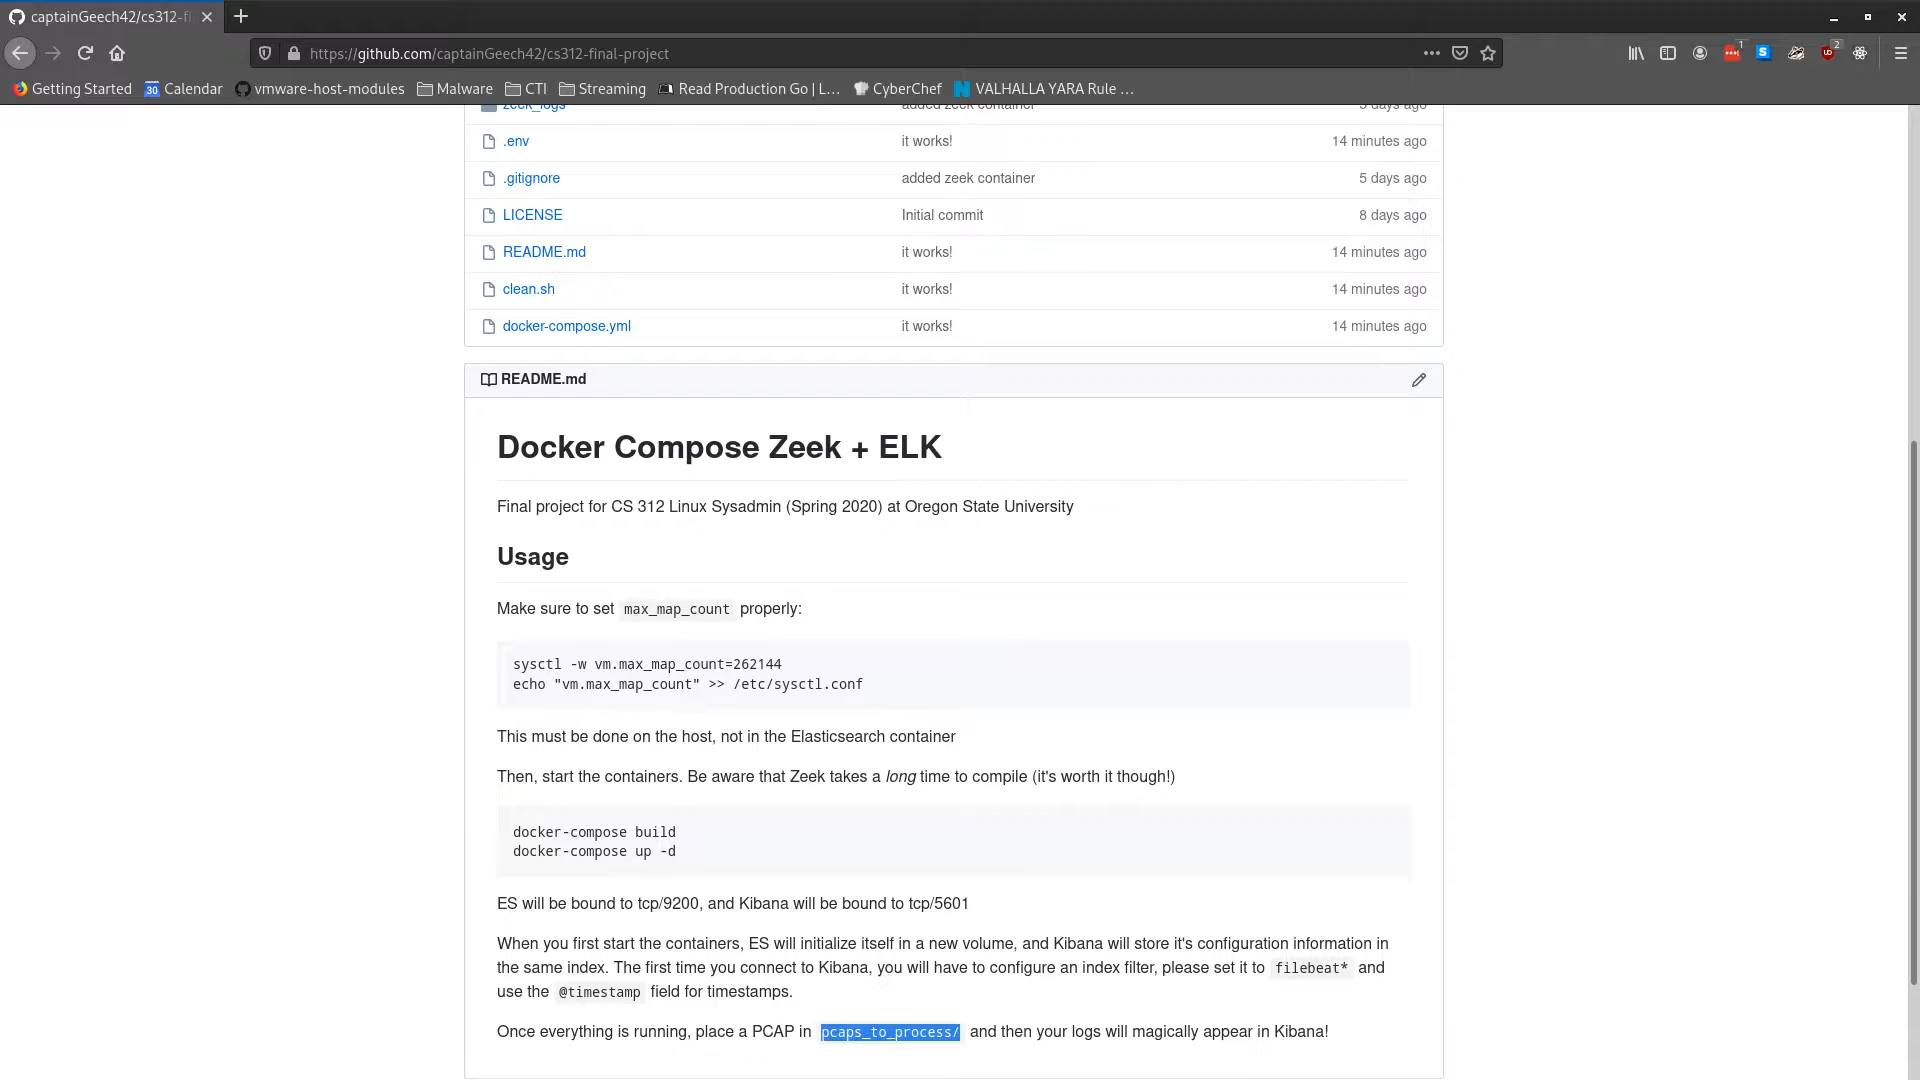 captainGeech42/cs312-fi
https://github.com/captainGeech42/cs312-final-project
1
S
2
Getting Started
30 Calendar
vmware-host-modules
Malware
CTI
Streaming
Read Production Go | L…
CyberChef
VALHALLA YARA Rule …
zeek_logs added zeek container 5 days ago
.env it works! 14 minutes ago
.gitignore added zeek container 5 days ago
LICENSE Initial commit 8 days ago
README.md it works! 14 minutes ago
clean.sh it works! 14 minutes ago
docker-compose.yml it works! 14 minutes ago
README.md
Docker Compose Zeek + ELK
Final project for CS 312 Linux Sysadmin (Spring 2020) at Oregon State University
Usage
Make sure to set max_map_count properly:
sysctl -w vm.max_map_count=262144
echo "vm.max_map_count" >> /etc/sysctl.conf
This must be done on the host, not in the Elasticsearch container
Then, start the containers. Be aware that Zeek takes a long time to compile (it's worth it though!)
docker-compose build
docker-compose up -d
ES will be bound to tcp/9200, and Kibana will be bound to tcp/5601
When you first start the containers, ES will initialize itself in a new volume, and Kibana will store it's configuration information in
the same index. The first time you connect to Kibana, you will have to configure an index filter, please set it to filebeat* and
use the @timestamp field for timestamps.
Once everything is running, place a PCAP in pcaps_to_process/ and then your logs will magically appear in Kibana!